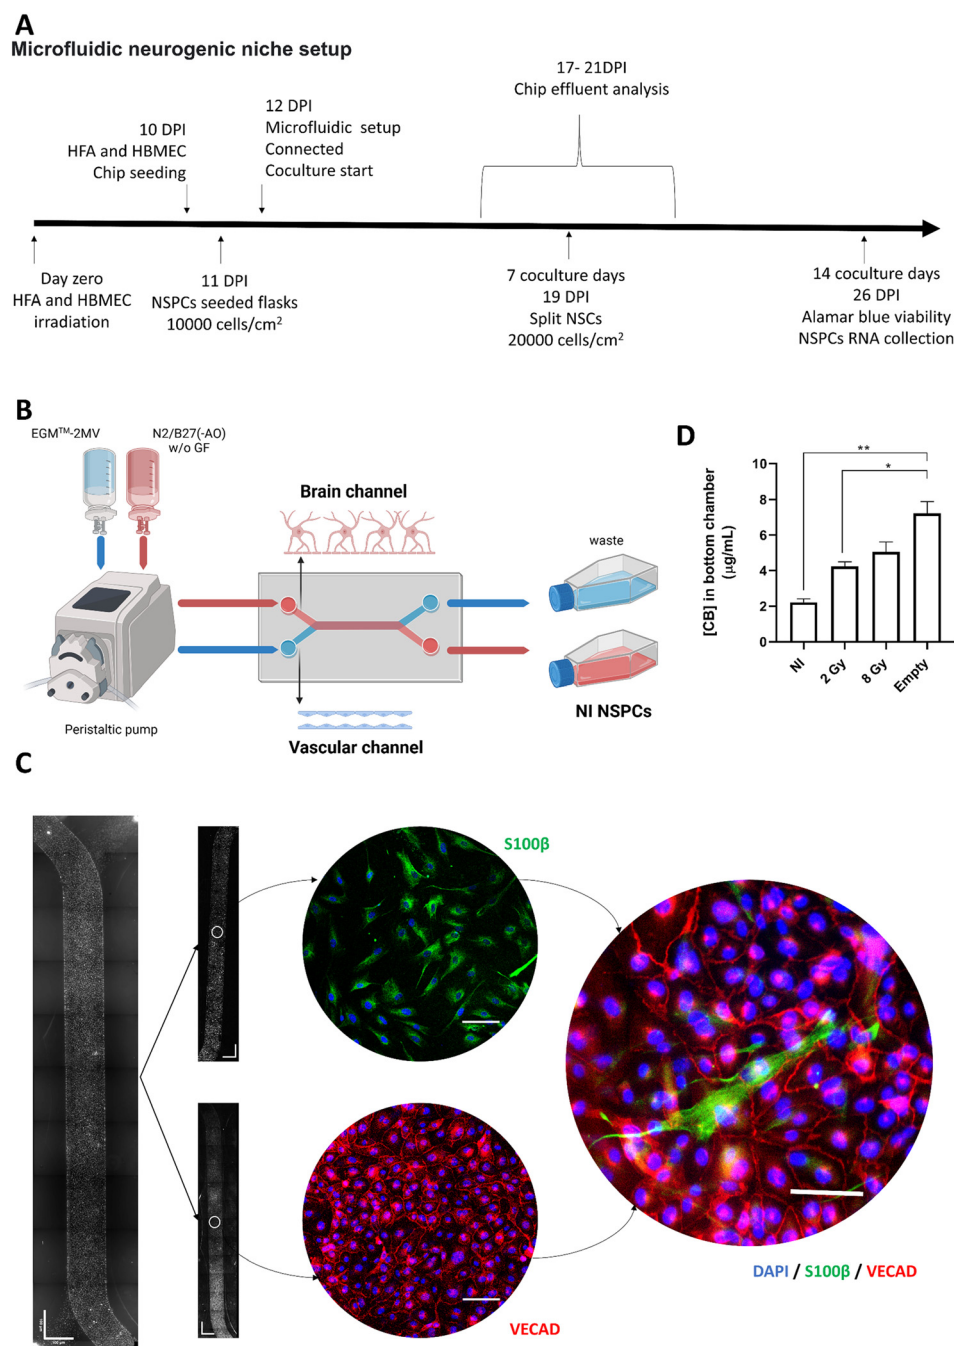 A
Microfluidic neurogenic niche setup
17- 21DPI
Chip effluent analysis
10 DPI
HFA and HBMEC
Chip seeding
12 DPI
Microfluidic setup
Connected
Coculture start
Day zero
HFA and HBMEC
irradiation
11 DPI
NSPCs seeded flasks
10000 cells/cm²
7 coculture days
19 DPI
Split NSCs
20000 cells/cm²
14 coculture days
26 DPI
Alamar blue viability
NSPCs RNA collection
B
EGM™-2MV
N2/B27(-AO)
w/o GF
Brain channel
waste
Peristaltic pump
Vascular channel
NI NSPCs
D
**
*
[CB] in bottom chamber
(μg/mL)
10
8
6
4
2
0
NI
2 Gy
8 Gy
Empty
C
S100β
VECAD
DAPI / S100β / VECAD